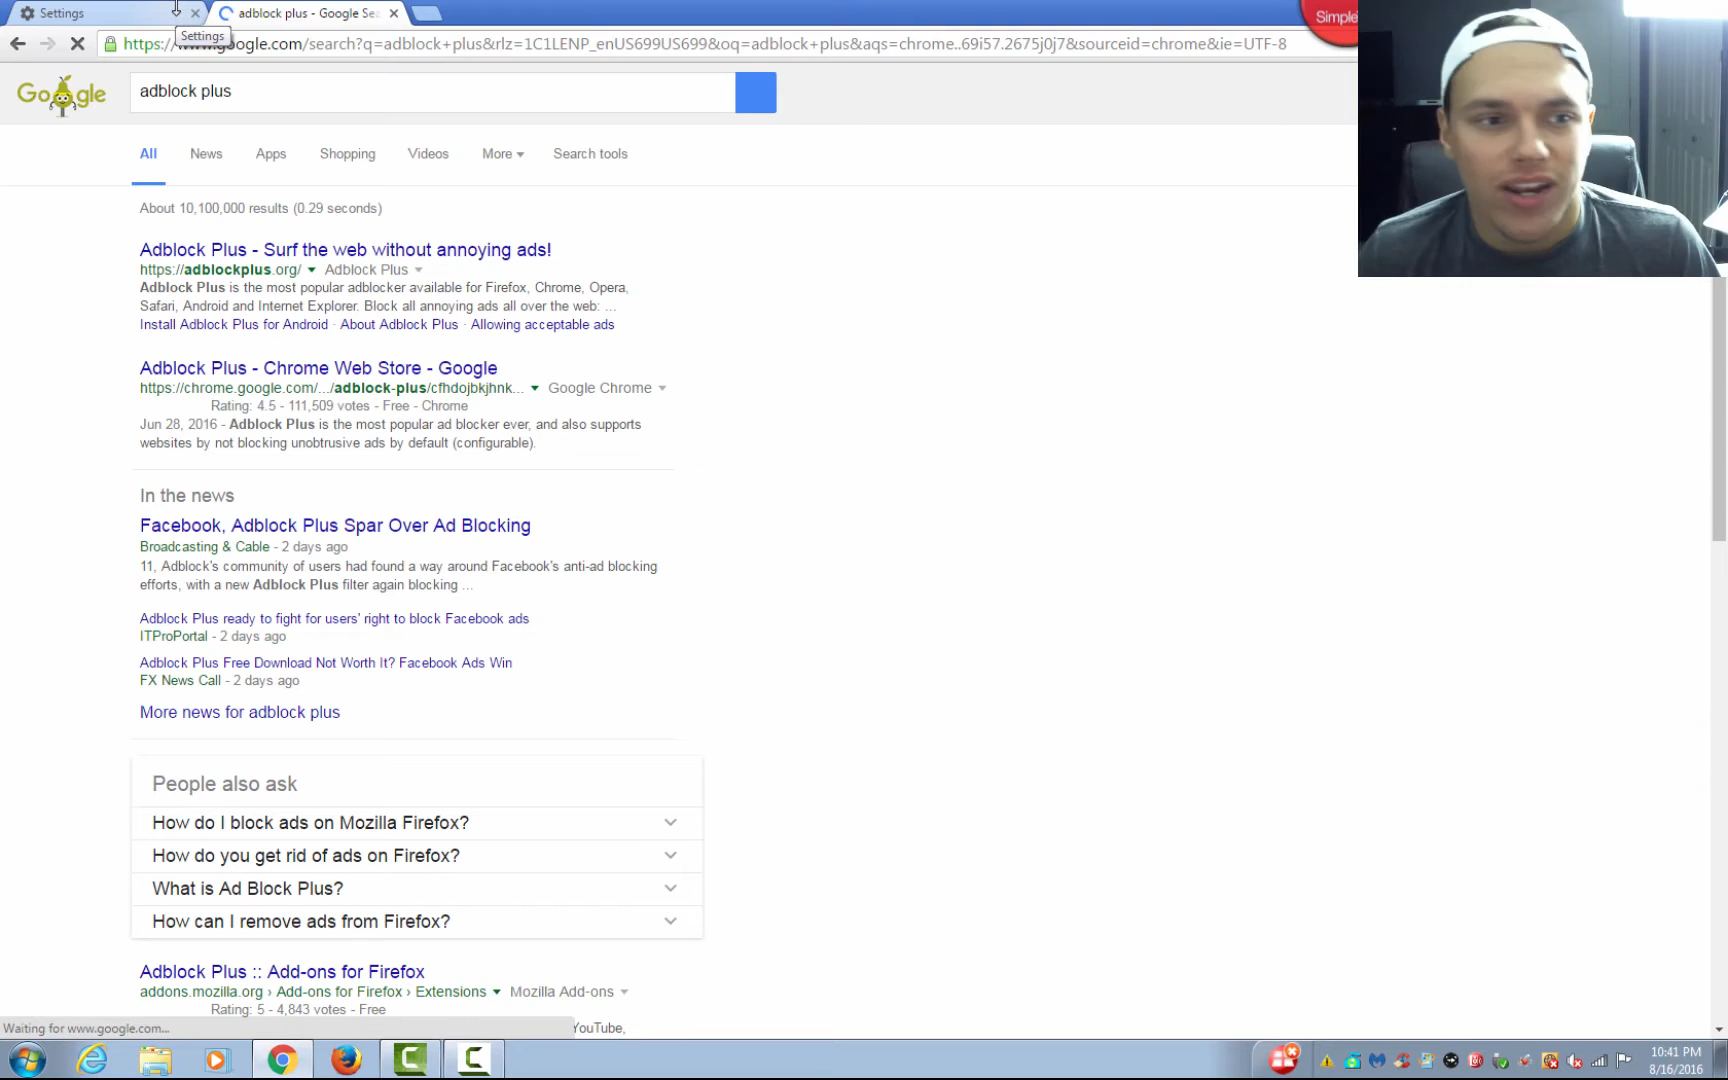 Settings
adblock plus - Google Sea
Settings
Simple
https://www.google.com/search?q=adblock+plus&rlz=1C1LENP_enUS699US699&oq=adblock+plus&aqs=chrome..69i57.2675j0j7&sourceid=chrome&ie=UTF-8
Google
adblock plus
All News Apps Shopping Videos More Search tools
About 10,100,000 results (0.29 seconds)
Adblock Plus - Surf the web without annoying ads!
https://adblockplus.org/ Adblock Plus
Adblock Plus is the most popular adblocker available for Firefox, Chrome, Opera,
Safari, Android and Internet Explorer. Block all annoying ads all over the web: ...
Install Adblock Plus for Android · About Adblock Plus · Allowing acceptable ads
Adblock Plus - Chrome Web Store - Google
https://chrome.google.com/.../adblock-plus/cfhdojbkjhnk... Google Chrome
Rating: 4.5 - 111,509 votes - Free - Chrome
Jun 28, 2016 - Adblock Plus is the most popular ad blocker ever, and also supports
websites by not blocking unobtrusive ads by default (configurable).
In the news
Facebook, Adblock Plus Spar Over Ad Blocking
Broadcasting & Cable - 2 days ago
11, Adblock's community of users had found a way around Facebook's anti-ad blocking
efforts, with a new Adblock Plus filter again blocking ...
Adblock Plus ready to fight for users' right to block Facebook ads
ITProPortal - 2 days ago
Adblock Plus Free Download Not Worth It? Facebook Ads Win
FX News Call - 2 days ago
More news for adblock plus
People also ask
How do I block ads on Mozilla Firefox?
How do you get rid of ads on Firefox?
What is Ad Block Plus?
How can I remove ads from Firefox?
Adblock Plus :: Add-ons for Firefox
addons.mozilla.org › Add-ons for Firefox › Extensions Mozilla Add-ons
Rating: 5 - 4,843 votes - Free
Waiting for www.google.com... YouTube,
10:41 PM
8/16/2016